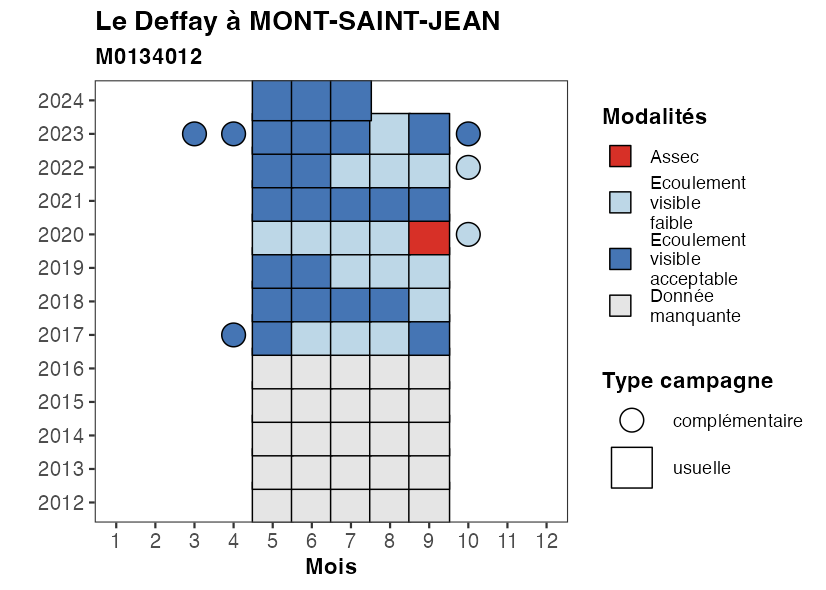 Le Deffay à MONT-SAINT-JEAN
M0134012
2024
2023
2022
2021
2020
2019
2018
2017
2016
2015
2014
2013
2012
1 2 3 4 5 6 7 8 9 10 11 12
Mois
Modalités
Assec
Ecoulement
visible
faible
Ecoulement
visible
acceptable
Donnée
manquante
Type campagne
complémentaire
usuelle